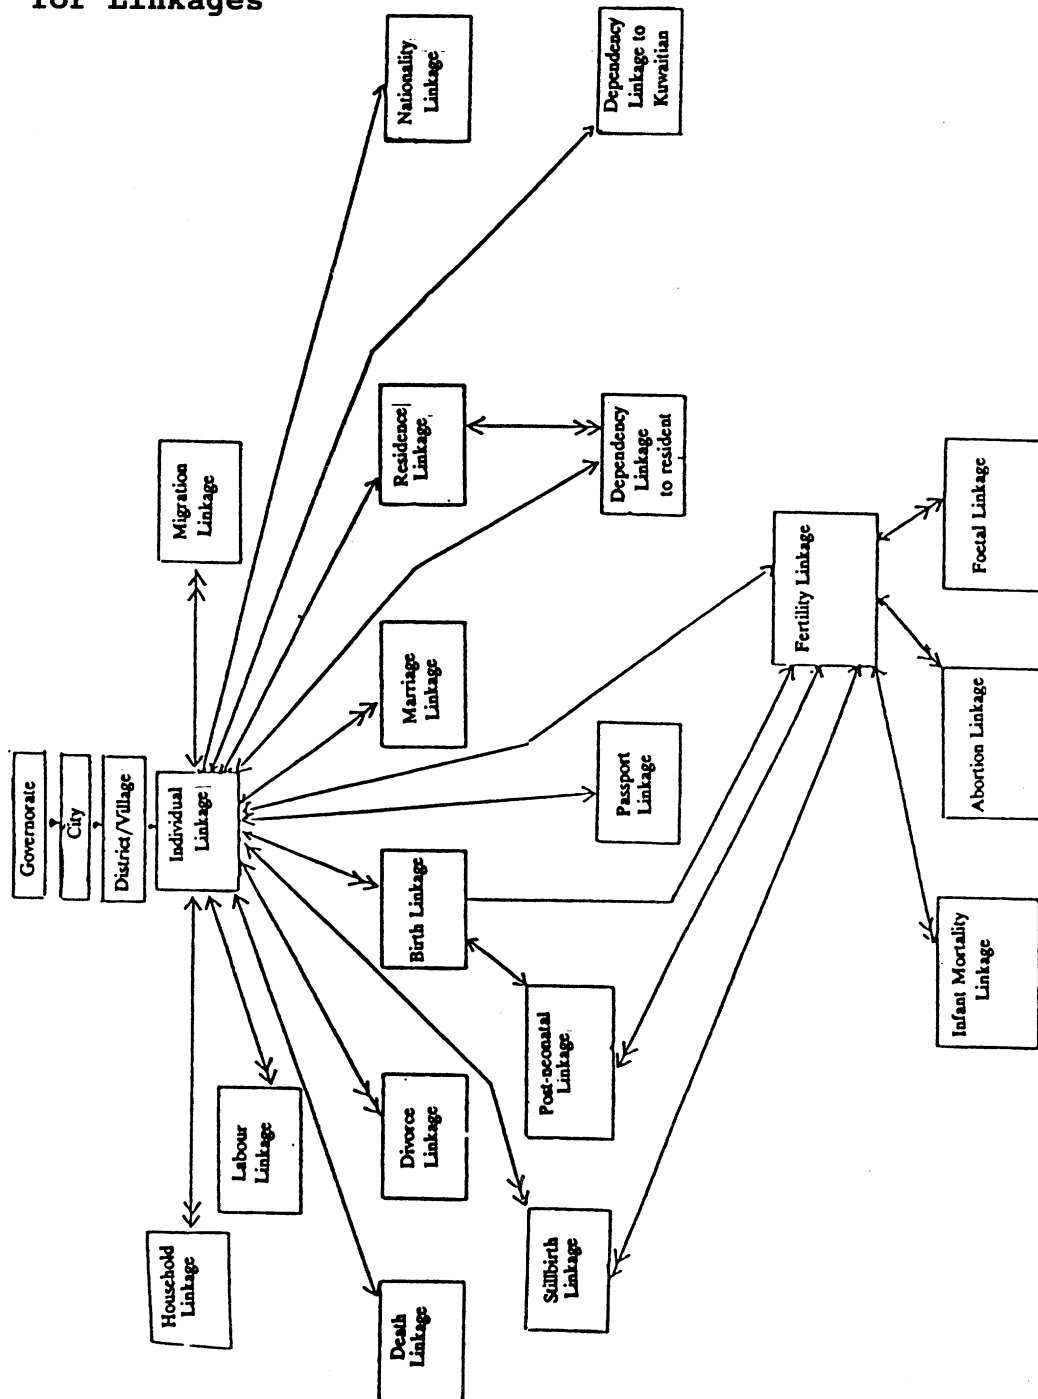 for Linkages
Governorate
City
District/Village
Individual
Linkage
Household
Linkage
Migration
Linkage
Labour
Linkage
Death
Linkage
Divorce
Linkage
Birth Linkage
Marriage
Linkage
Residence
Linkage
Nationality
Linkage
Stillbirth
Linkage
Post-neonatal
Linkage
Passport
Linkage
Dependency
Linkage
to resident
Dependency
Linkage to
Kuwaitian
Fertility Linkage
Infant Mortality
Linkage
Abortion Linkage
Foetal Linkage